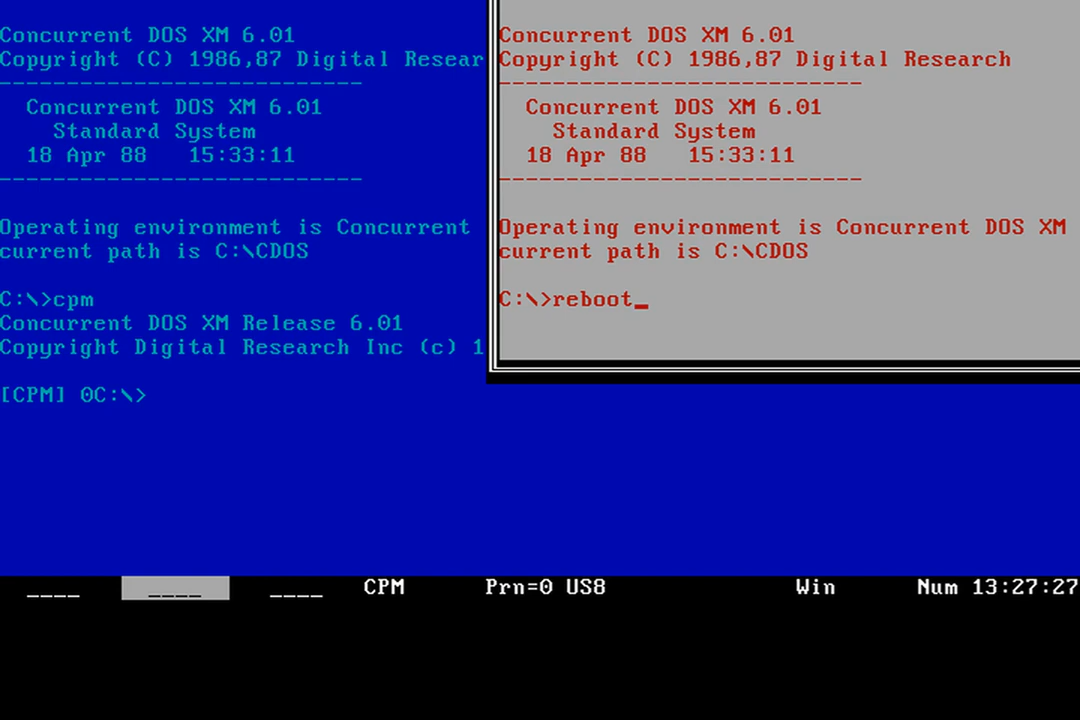 Concurrent DOS XM 6.01
Copyright (C) 1986,87 Digital Resear
---------------------------
Concurrent DOS XM 6.01
Standard System
18 Apr 88 15:33:11
---------------------------
Operating environment is Concurrent
current path is C:\CDOS
C:\>cpm
Concurrent DOS XM Release 6.01
Copyright Digital Research Inc (c) 1
[CPM] 0C:\>
Concurrent DOS XM 6.01
Copyright (C) 1986,87 Digital Research
---------------------------
Concurrent DOS XM 6.01
Standard System
18 Apr 88 15:33:11
---------------------------
Operating environment is Concurrent DOS XM
current path is C:\CDOS
C:\>reboot_
____ ____ ____ CPM Prn=0 US8 Win Num 13:27:27